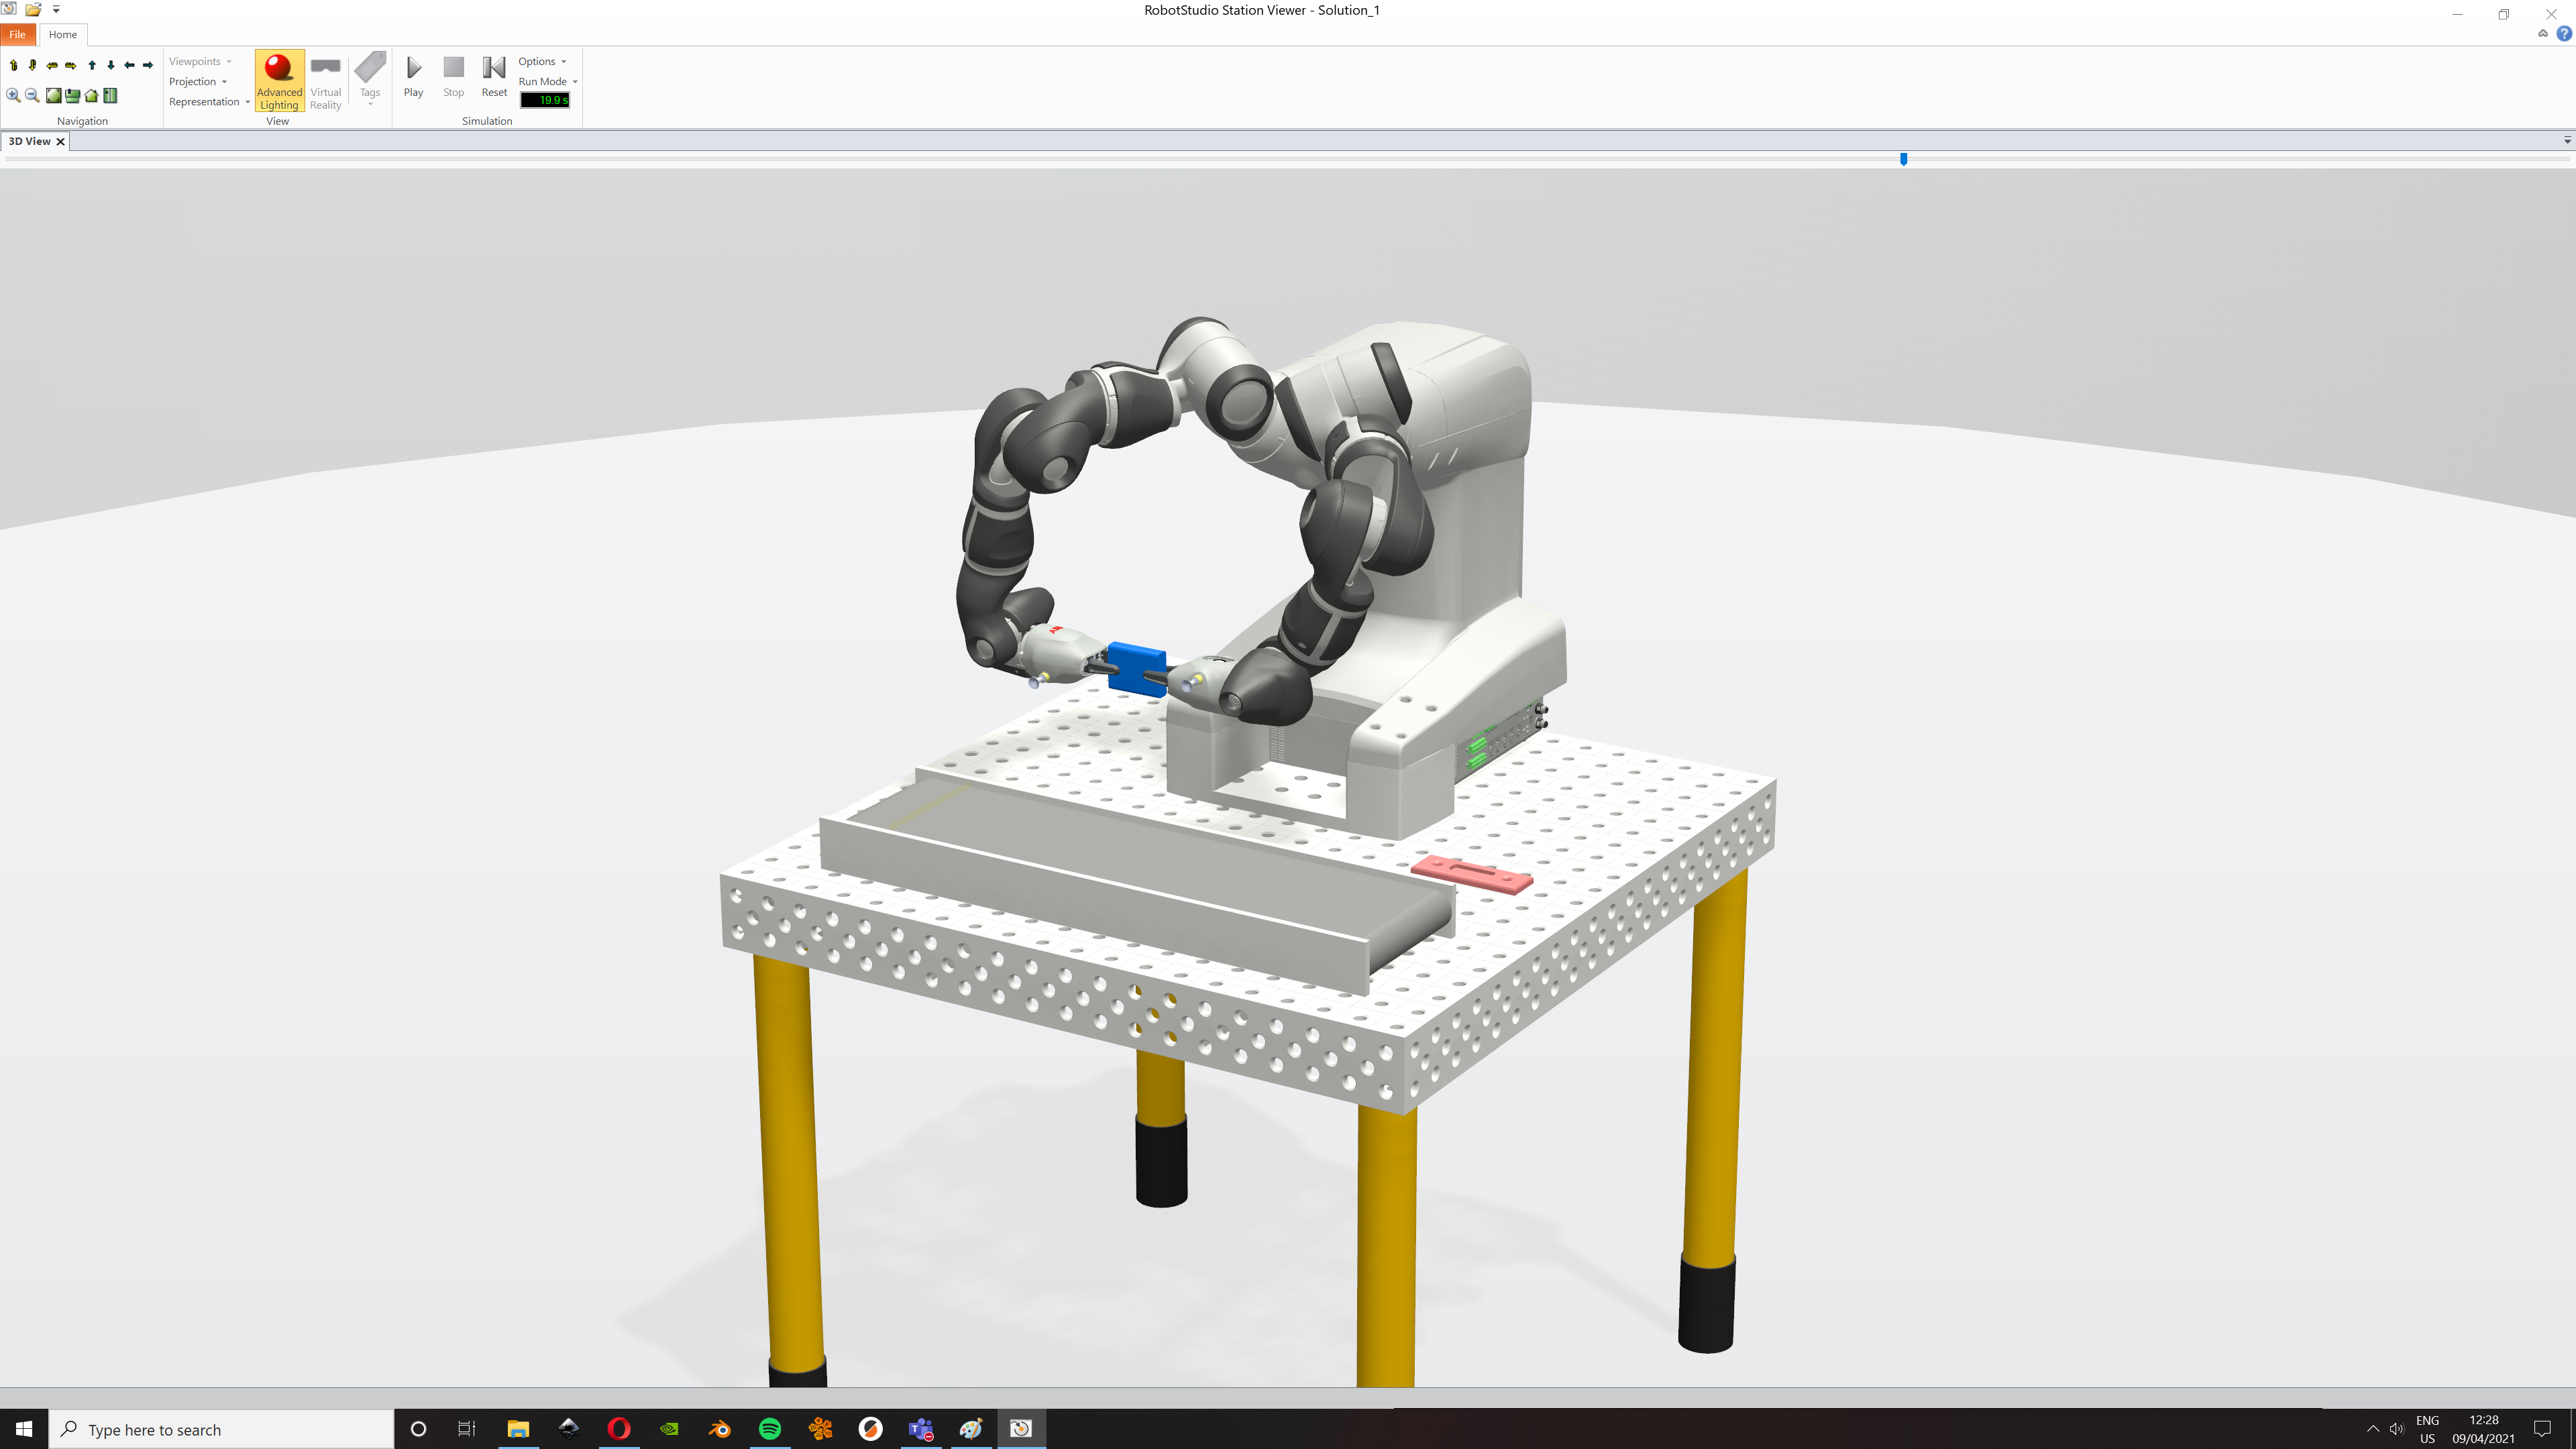 RobotStudio Station Viewer - Solution_1
File
Home
Viewpoints
Projection
Representation
Advanced
Lighting
Virtual
Reality
Tags
Play
Stop
Reset
Options
Run Mode
19.9 s
Navigation
View
Simulation
3D View
Type here to search
ENG
US
12:28
09/04/2021